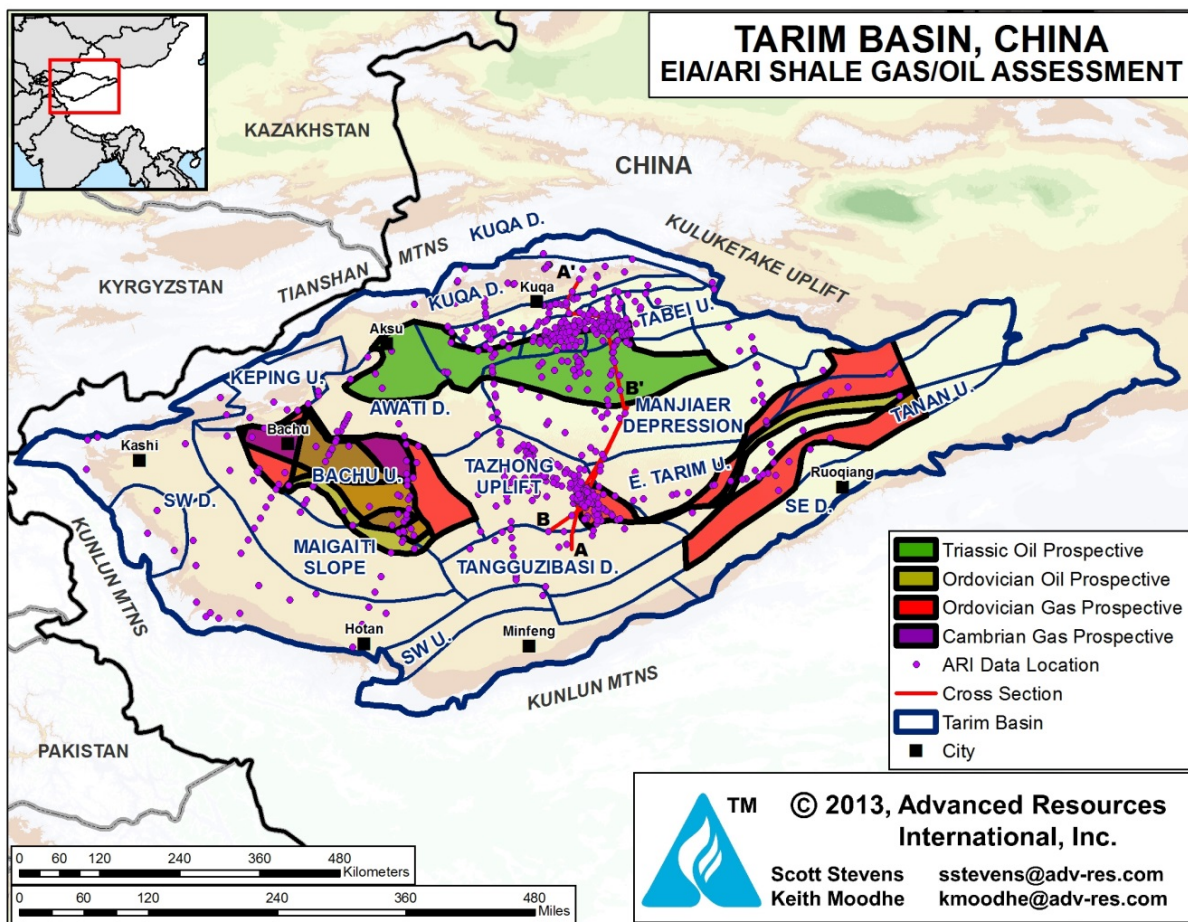 TARIM BASIN, CHINA
EIA/ARI SHALE GAS/OIL ASSESSMENT
KAZAKHSTAN
CHINA
KYRGYZSTAN
TIANSHAN MTNS
KUQA D.
KULUKETAKE UPLIFT
KUQA D.
A'
Kuqa
TABEI U.
Aksu
KEPING U.
B'
AWATI D.
MANJIAER
DEPRESSION
TANAN U.
Bachu
Kashi
BACHU U.
TAZHONG
UPLIFT
E. TARIM U.
Ruoqiang
SW D.
SE D.
B
A
MAIGAITI
SLOPE
TANGGUZIBASI D.
KUNLUN MTNS
Hotan
SW U.
Minfeng
KUNLUN MTNS
PAKISTAN
Triassic Oil Prospective
Ordovician Oil Prospective
Ordovician Gas Prospective
Cambrian Gas Prospective
ARI Data Location
Cross Section
Tarim Basin
City
0 60 120 240 360 480
Kilometers
0 60 120 240 360 480
Miles
TM
© 2013, Advanced Resources
International, Inc.
Scott Stevens sstevens@adv-res.com
Keith Moodhe kmoodhe@adv-res.com